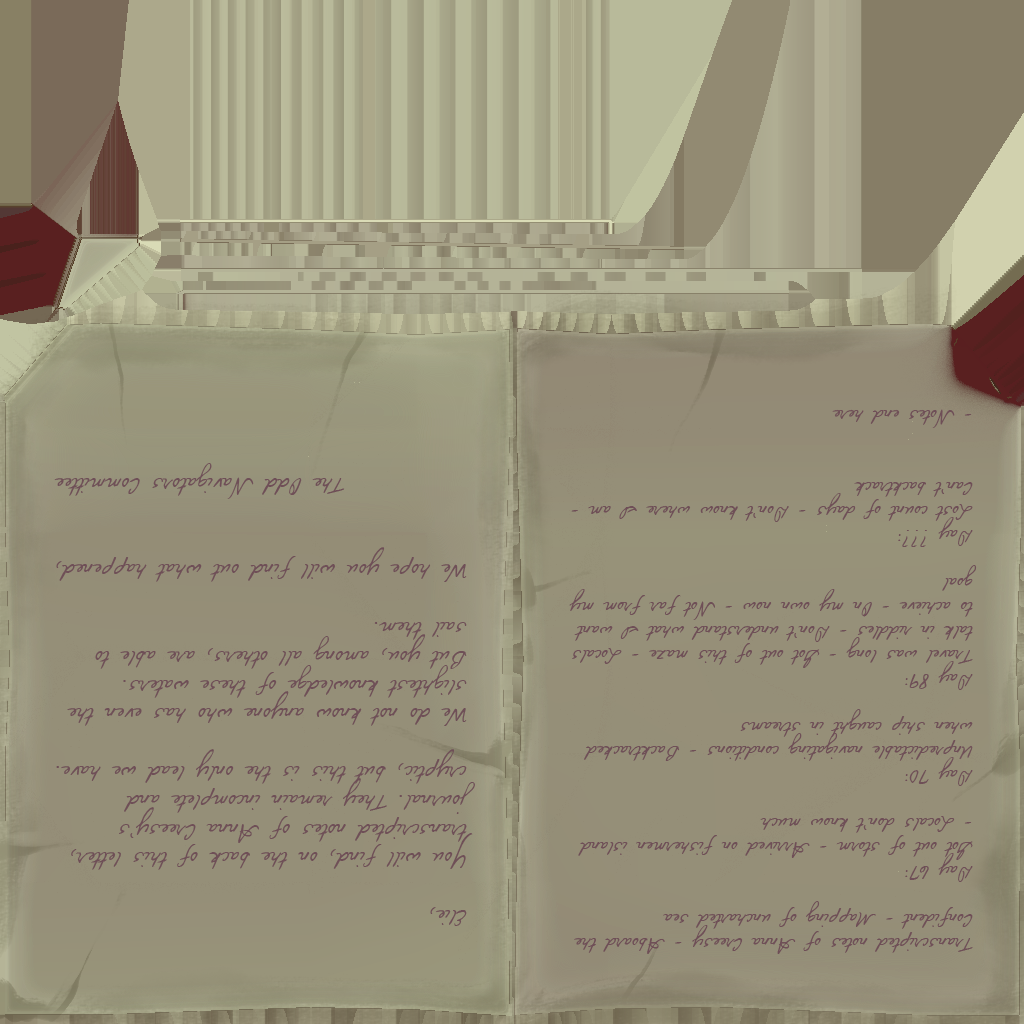 Transcripted notes of Anna Creesy - Aboard the
Confident - Mapping of uncharted sea
Day 67:
Got out of storm - Arrived on fishermen island
- Locals don't know much
Day 70:
Unpredictable navigating conditions - Backtracked
when ship caught in streams
Day 89:
Travel was long - Got out of this maze - Locals
talk in riddles - Don't understand what I want
to achieve - On my own now - Not far from my
goal
Day ???:
Lost count of days - Don't know where I am -
Can't backtrack
- Notes end here
Elie,
You will find, on the back of this letter,
transcripted notes of Anna Creesy's
journal. They remain incomplete and
cryptic, but this is the only lead we have.
We do not know anyone who has even the
slightest knowledge of these waters.
But you, among all others, are able to
sail them.
We hope you will find out what happened,
The Odd Navigators Committee